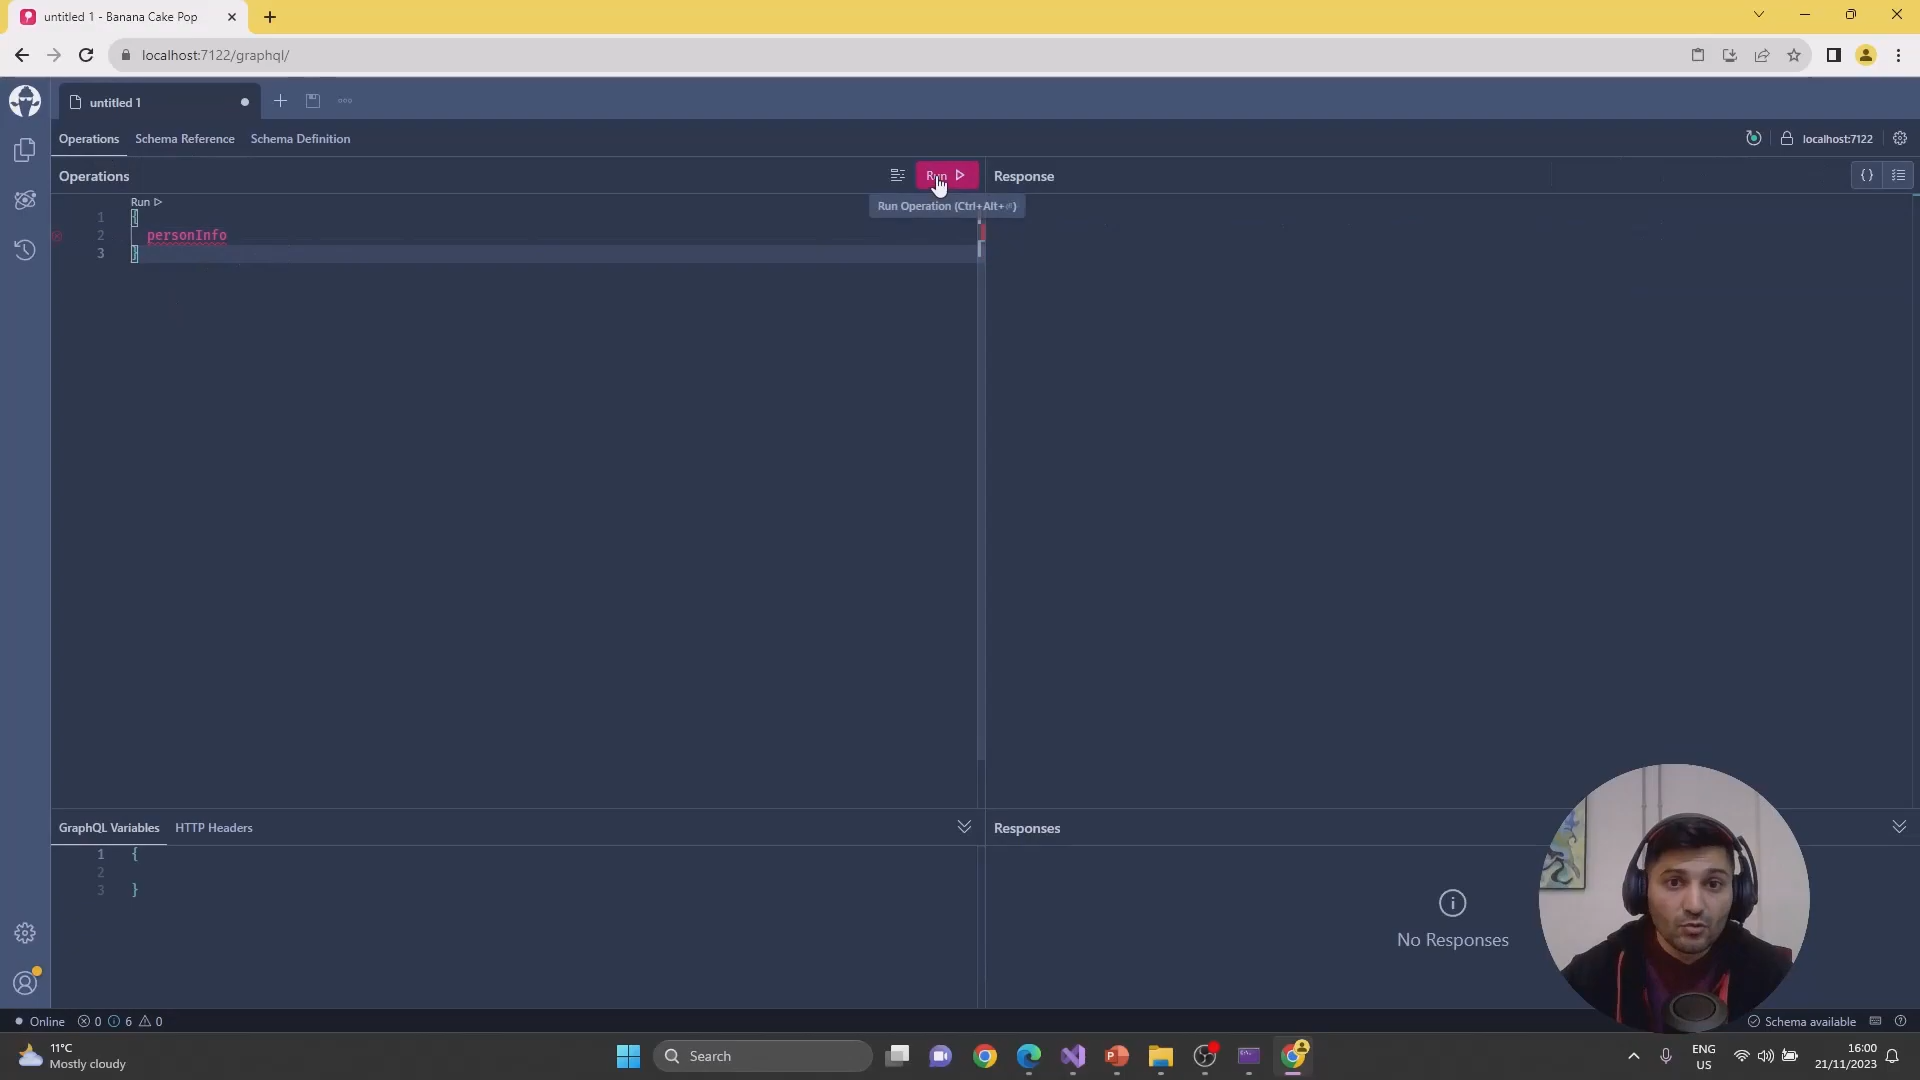 untitled 1 - Banana Cake Pop
localhost:7122/graphql/
untitled 1
Operations Schema Reference Schema Definition
localhost:7122
Operations
Run
Response
Run Operation (Ctrl+Alt+⏎)
Run
1 {
2 personInfo
3 }
GraphQL Variables HTTP Headers
Responses
1 {
2
3 }
No Responses
Online 0 6 0
Schema available
11°C
Mostly cloudy
Search
ENG
US
16:00
21/11/2023